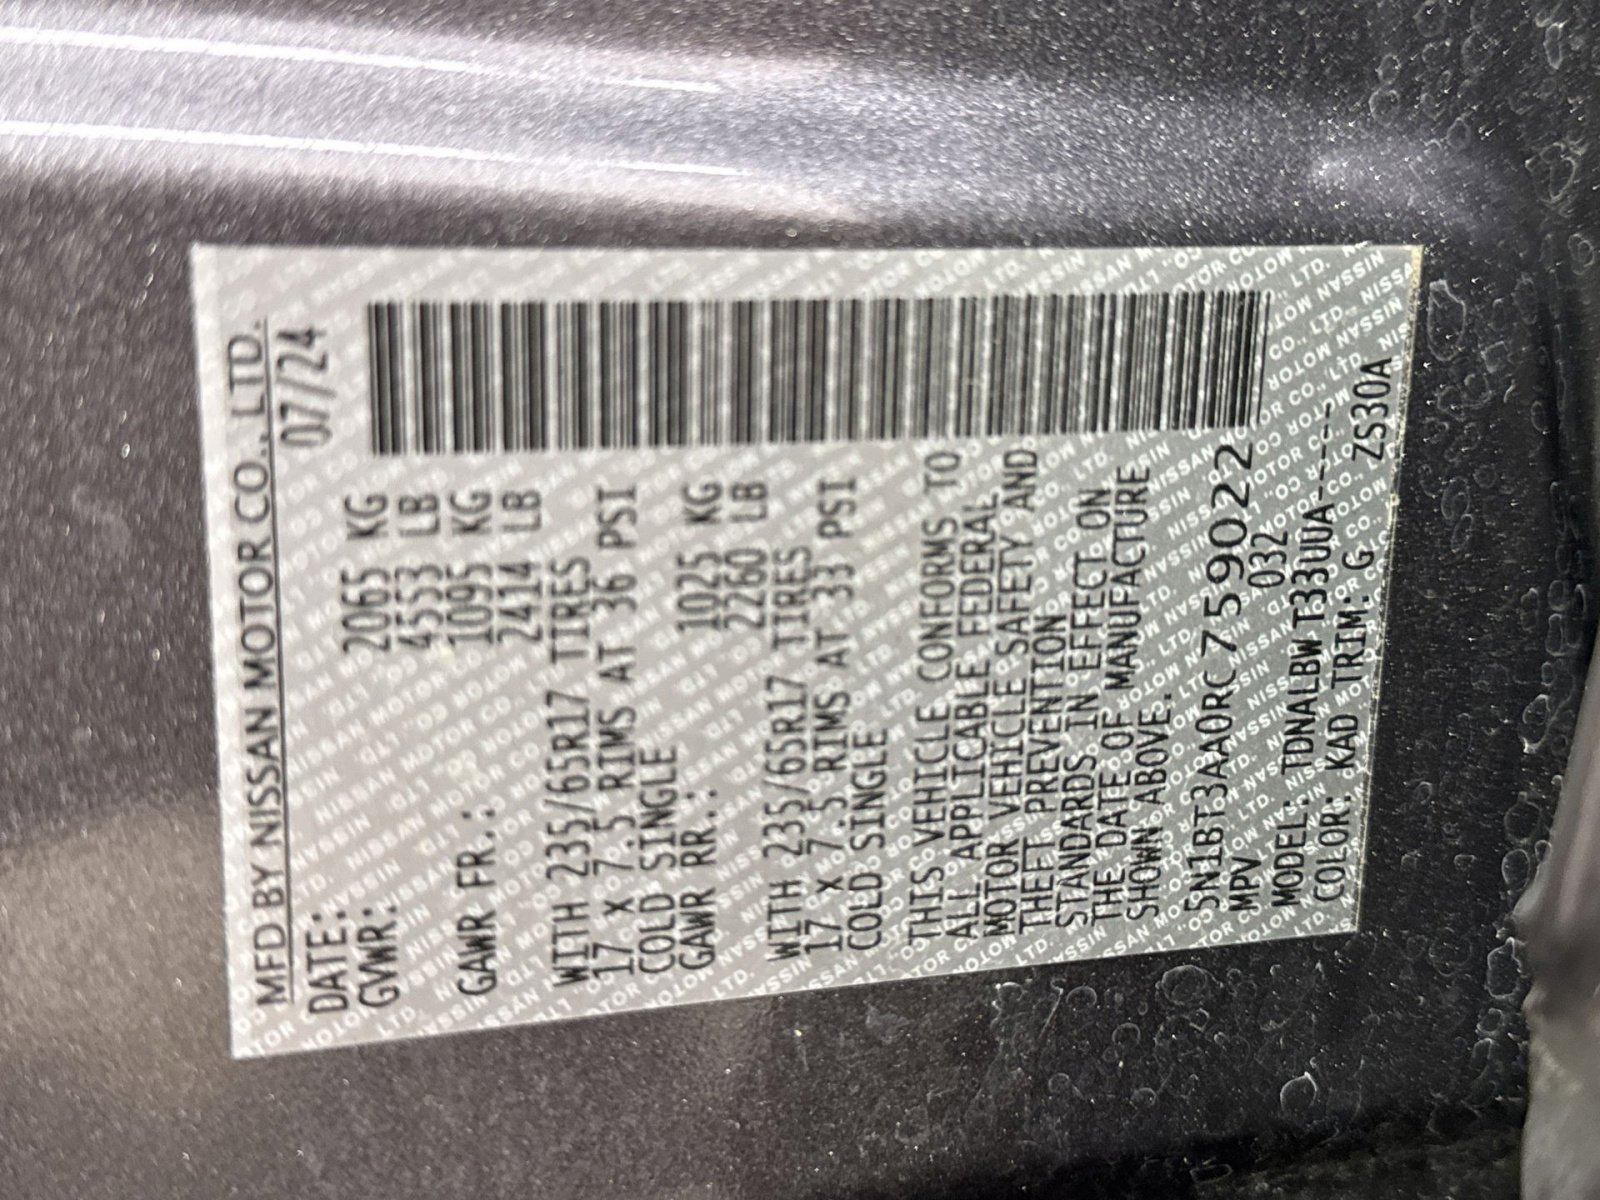 MFD BY NISSAN MOTOR CO., LTD.
DATE: 07/24
GVWR: 2065 KG
4553 LB
GAWR FR.: 1095 KG
2414 LB
WITH 235/65R17 TIRES
17 X 7.5 RIMS AT 36 PSI
COLD SINGLE
GAWR RR.: 1025 KG
2260 LB
WITH 235/65R17 TIRES
17 X 7.5 RIMS AT 33 PSI
COLD SINGLE
THIS VEHICLE CONFORMS TO
ALL APPLICABLE FEDERAL
MOTOR VEHICLE SAFETY AND
THEFT PREVENTION
STANDARDS IN EFFECT ON
THE DATE OF MANUFACTURE
SHOWN ABOVE.
5N1BT3AA0RC759022
MPV 032
MODEL: TDNALBWT33UUA-----
COLOR: KAD TRIM: G ZS30A